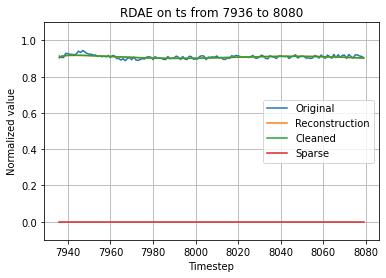 RDAE on ts from 7936 to 8080
Normalized value
1.0
0.8
0.6
0.4
0.2
0.0
Original
Reconstruction
Cleaned
Sparse
7940 7960 7980 8000 8020 8040 8060 8080
Timestep